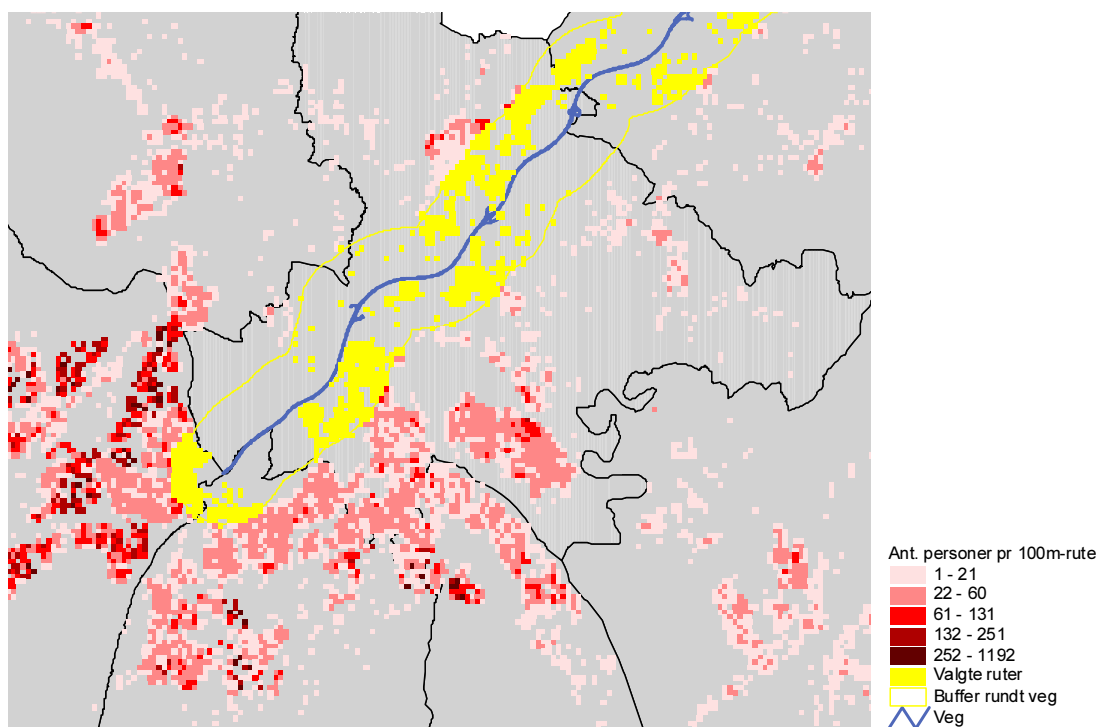 Ant. personer pr 100m-rute
1 - 21
22 - 60
61 - 131
132 - 251
252 - 1192
Valgte ruter
Buffer rundt veg
Veg